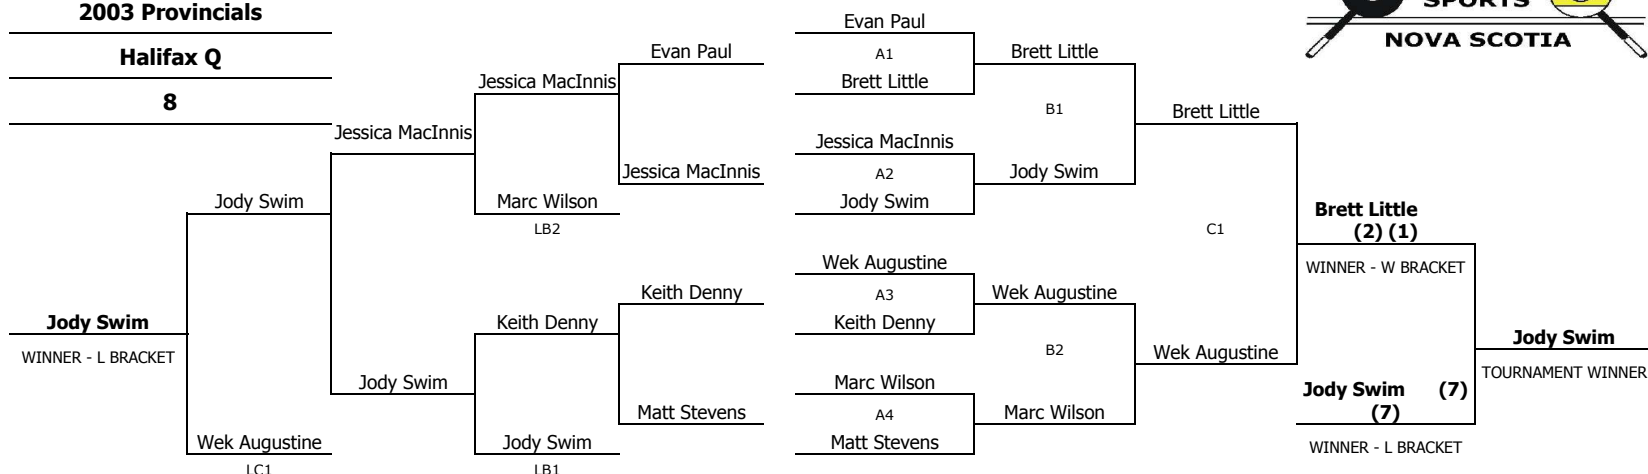 2003 Provincials
Halifax Q
8
SPORTS
NOVA SCOTIA
Evan Paul
A1
Brett Little
Jessica MacInnis
A2
Jody Swim
Wek Augustine
A3
Keith Denny
Marc Wilson
A4
Matt Stevens
Brett Little
B1
Jody Swim
Wek Augustine
B2
Marc Wilson
Brett Little
C1
Wek Augustine
Brett Little
(2) (1)
WINNER - W BRACKET
Jody Swim (7)
(7)
WINNER - L BRACKET
Jody Swim
TOURNAMENT WINNER
Evan Paul
Jessica MacInnis
Keith Denny
Matt Stevens
Jessica MacInnis
Marc Wilson
LB2
Keith Denny
Jody Swim
LB1
Jessica MacInnis
Jody Swim
Jody Swim
Wek Augustine
LC1
Jody Swim
WINNER - L BRACKET